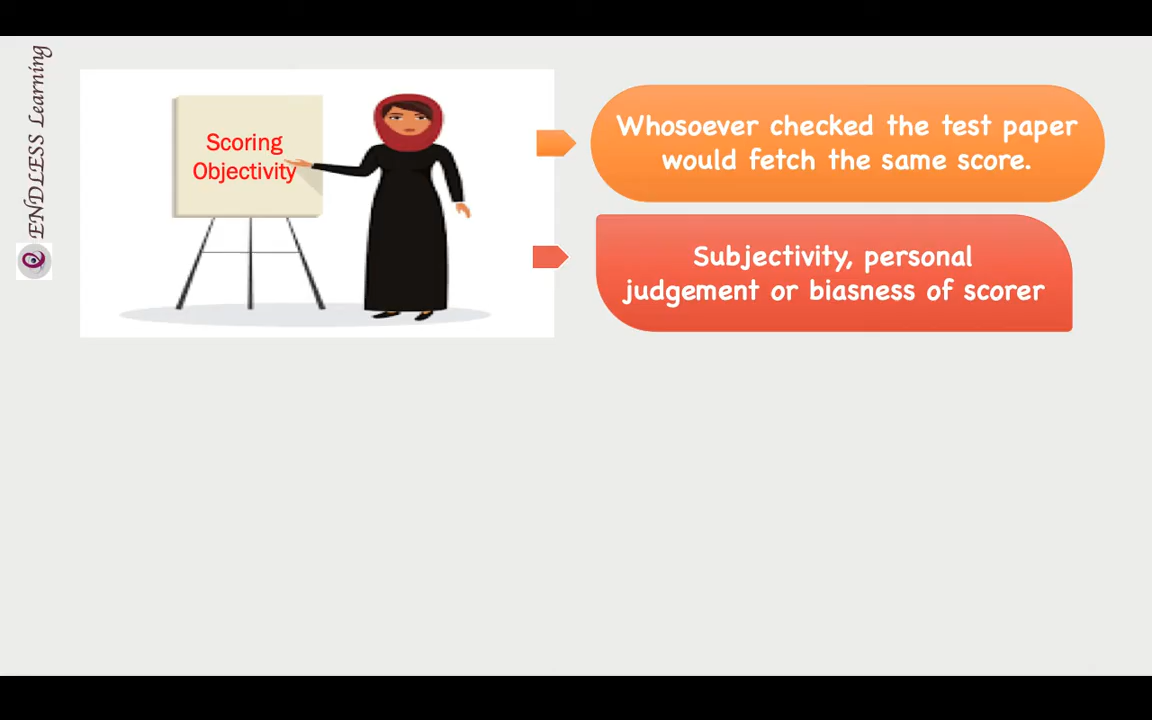 ENDLESS Learning
Scoring
Objectivity
Whosoever checked the test paper
would fetch the same score.
Subjectivity, personal
judgement or biasness of scorer